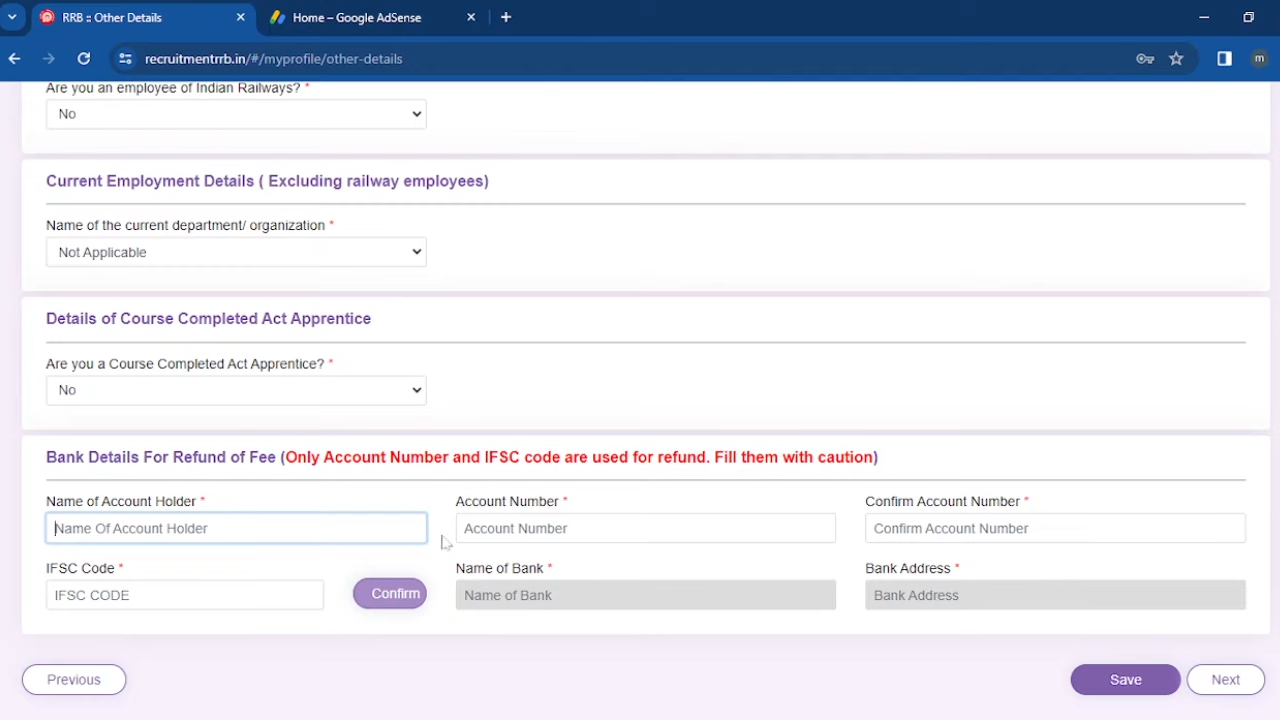 RRB :: Other Details
Home – Google AdSense
recruitmentrrb.in/#/myprofile/other-details
m
Are you an employee of Indian Railways? *
No
Current Employment Details ( Excluding railway employees)
Name of the current department/ organization *
Not Applicable
Details of Course Completed Act Apprentice
Are you a Course Completed Act Apprentice? *
No
Bank Details For Refund of Fee (Only Account Number and IFSC code are used for refund. Fill them with caution)
Name of Account Holder * Account Number * Confirm Account Number *
Name Of Account Holder Account Number Confirm Account Number
IFSC Code * Name of Bank * Bank Address *
IFSC CODE Confirm Name of Bank Bank Address
Previous Save Next